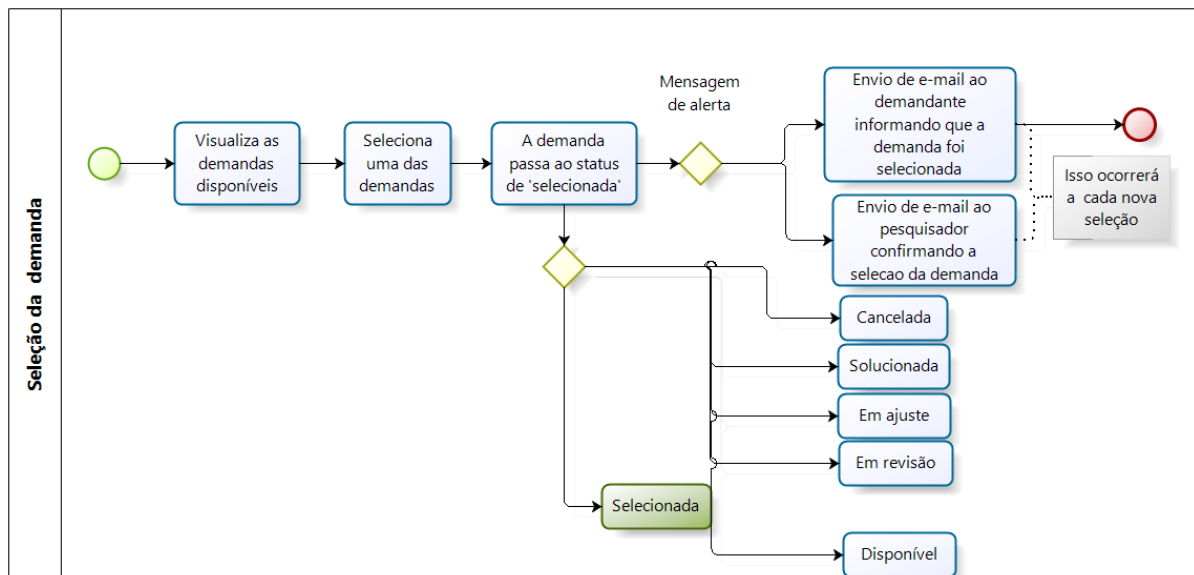 Seleção da  demanda
Visualiza as
demandas
disponíveis
Seleciona
uma das
demandas
A demanda
passa ao status
de 'selecionada'
Mensagem
de alerta
Envio de e-mail ao
demandante
informando que a
demanda foi
selecionada
Isso ocorrerá
a  cada nova
seleção
Envio de e-mail ao
pesquisador
confirmando a
selecao da demanda
Cancelada
Solucionada
Em ajuste
Em revisão
Selecionada
Disponível